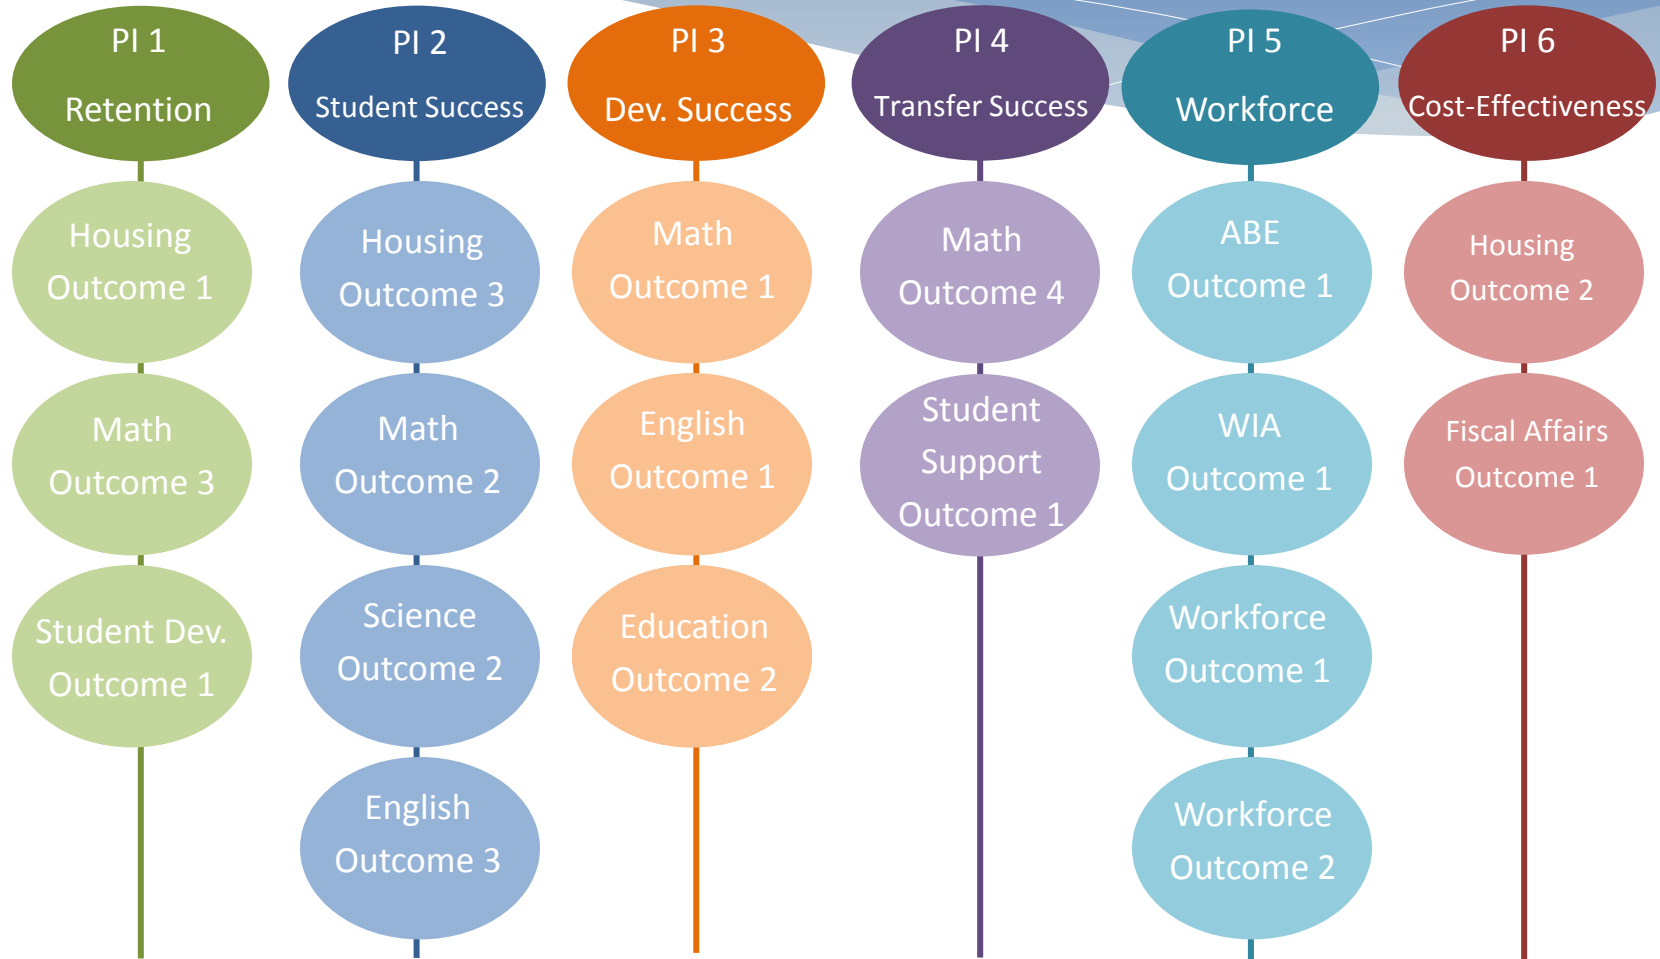 PI 1
Retention
Housing
Outcome 1
Math
Outcome 3
Student Dev.
Outcome 1
PI 2
Student Success
Housing
Outcome 3
Math
Outcome 2
Science
Outcome 2
English
Outcome 3
PI 3
Dev. Success
Math
Outcome 1
English
Outcome 1
Education
Outcome 2
PI 4
Transfer Success
Math
Outcome 4
Student
Support
Outcome 1
PI 5
Workforce
ABE
Outcome 1
WIA
Outcome 1
Workforce
Outcome 1
Workforce
Outcome 2
PI 6
Cost-Effectiveness
Housing
Outcome 2
Fiscal Affairs
Outcome 1